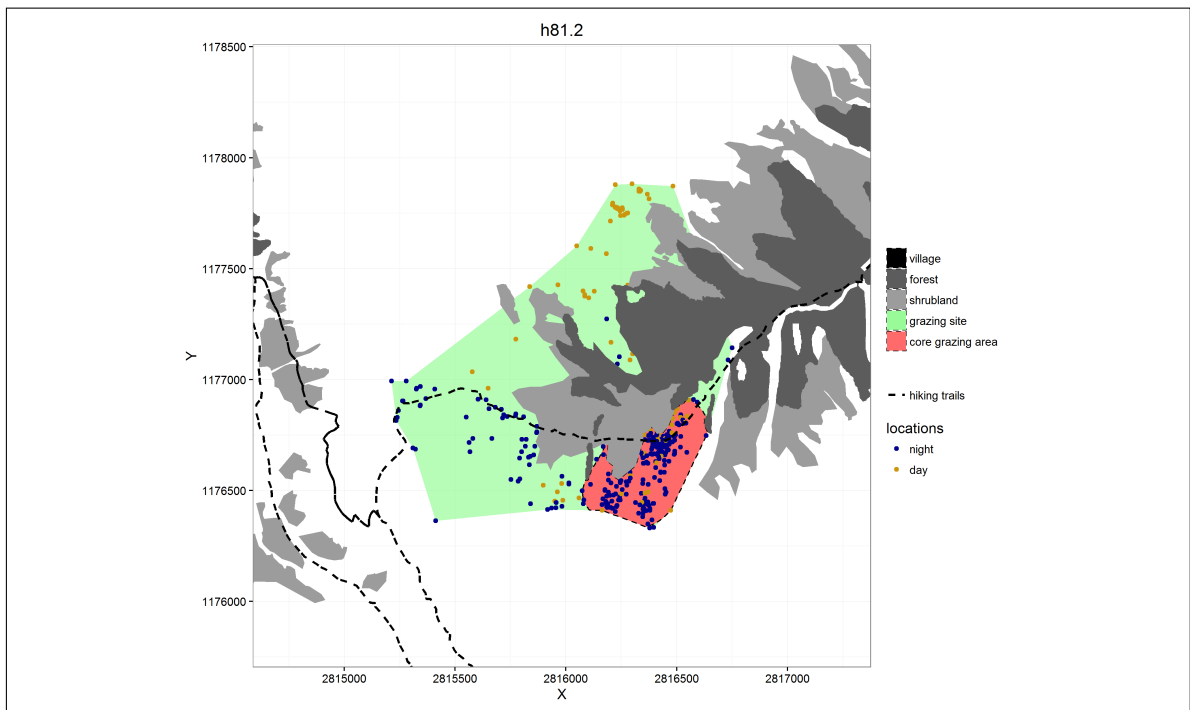 h81.2
1178500
1178000
1177500
1177000
1176500
1176000
Y
2815000 2815500 2816000 2816500 2817000
X
village
forest
shrubland
grazing site
core grazing area
hiking trails
locations
night
day